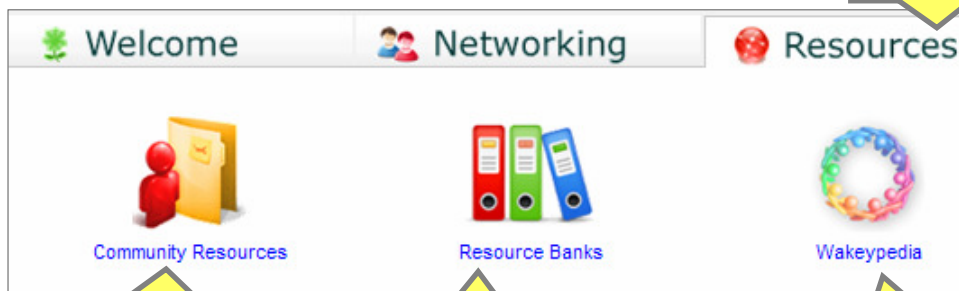 Welcome Networking Resources
Community Resources Resource Banks Wakeypedia